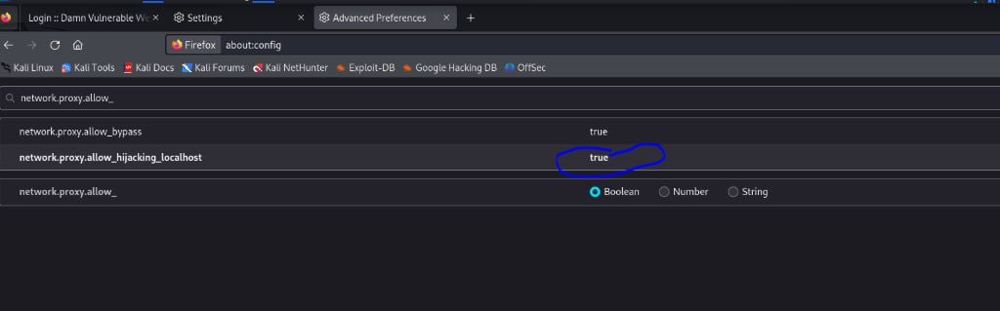 Login :: Damn Vulnerable We Settings Advanced Preferences
Firefox about:config
Kali Linux Kali Tools Kali Docs Kali Forums Kali NetHunter Exploit-DB Google Hacking DB OffSec
network.proxy.allow_
network.proxy.allow_bypass true
network.proxy.allow_hijacking_localhost true
network.proxy.allow_ Boolean Number String